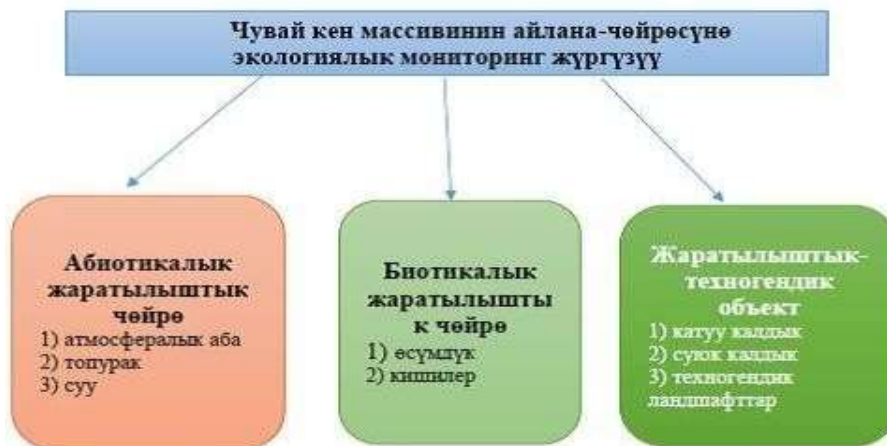 Чувай кен массивинин айлана-чөйрөсүнө
экологиялык мониторинг жүргүзүү
Абиотикалык
жаратылыштык
чөйрө
1) атмосфералык аба
2) топурак
3) суу
Биотикалык
жаратылышты
к чөйрө
1) өсүмдүк
2) кишилер
Жаратылыштык-
техногендик
объект
1) катуу калдык
2) суюк калдык
3) техногендик
ландшафттар